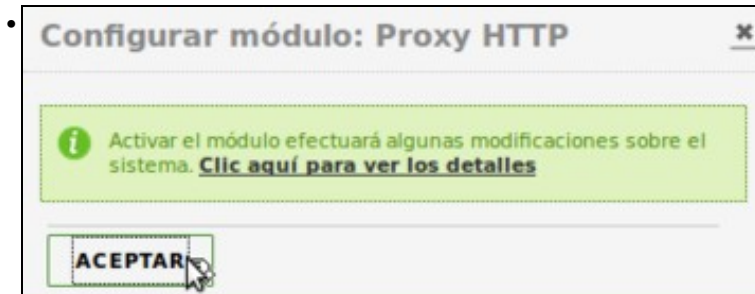 Configurar módulo: Proxy HTTP
Activar el módulo efectuará algunas modificaciones sobre el
sistema. Clic aquí para ver los detalles
ACEPTAR